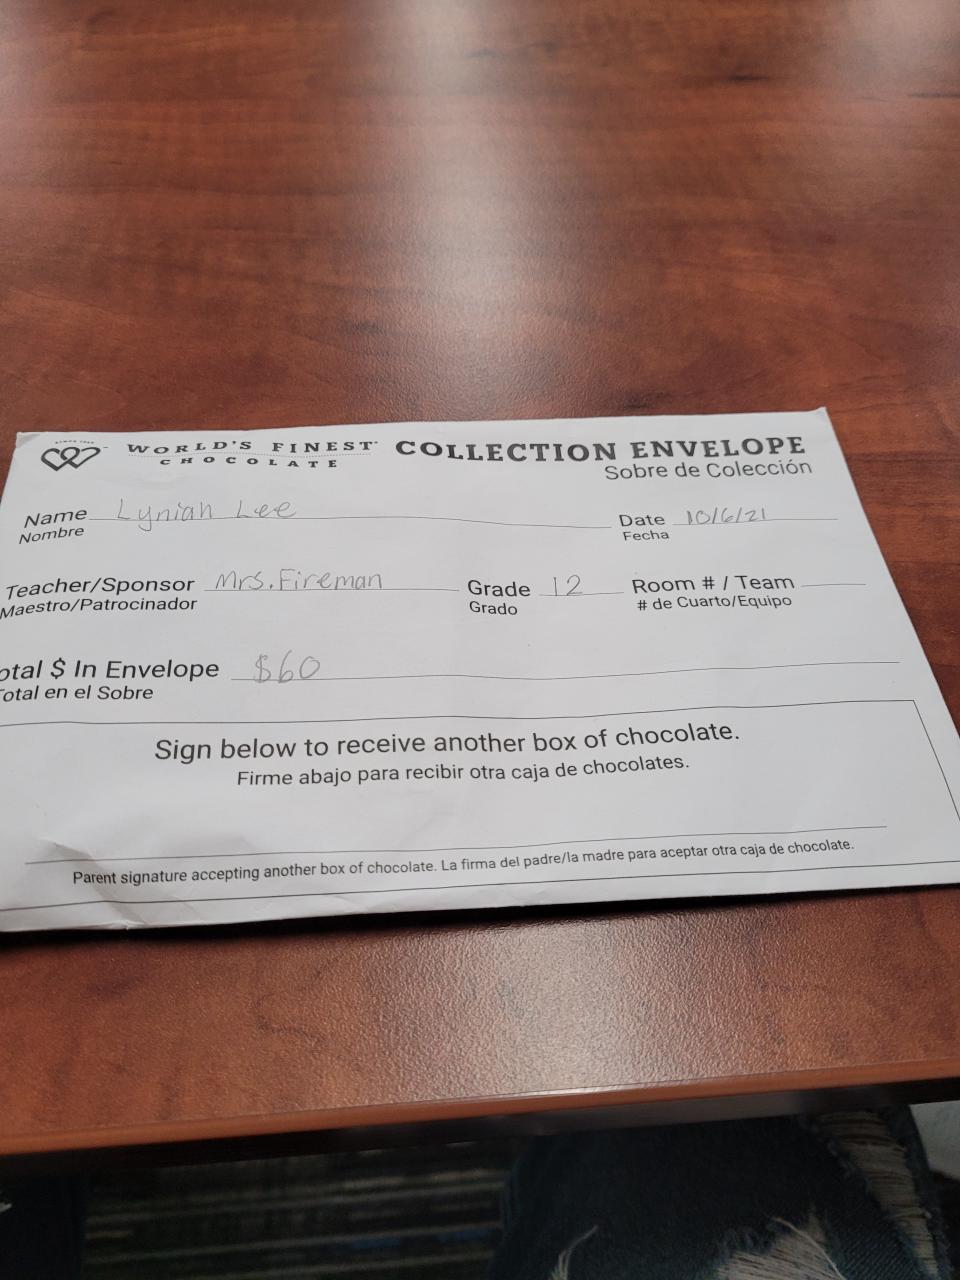 WORLD'S FINEST COLLECTION ENVELOPE
CHOCOLATE Sobre de Colección
Name Lyniah Lee Date 10/6/21
Nombre Fecha
Teacher/Sponsor Mrs. Fireman Grade 12 Room # / Team
Maestro/Patrocinador Grado # de Cuarto/Equipo
otal $ In Envelope $60
Total en el Sobre
Sign below to receive another box of chocolate.
Firme abajo para recibir otra caja de chocolates.
Parent signature accepting another box of chocolate. La firma del padre/la madre para aceptar otra caja de chocolate.